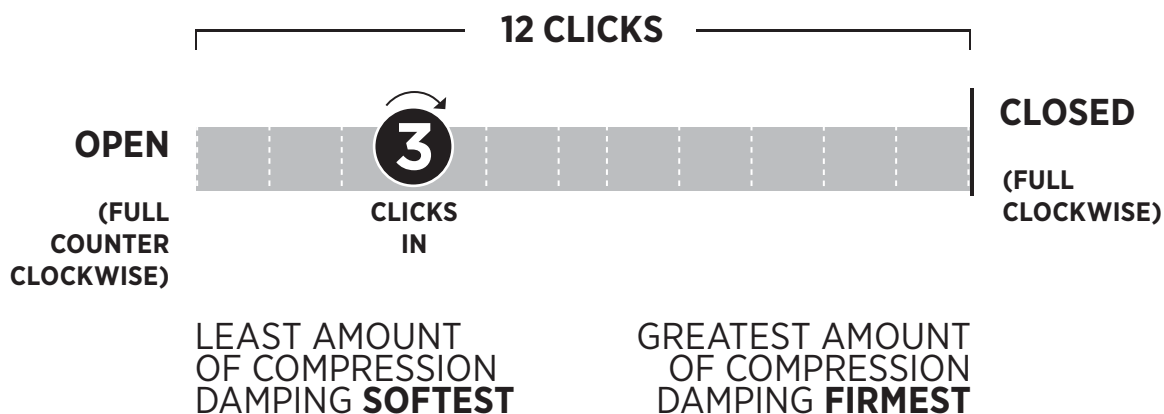 12 CLICKS
OPEN
(FULL
COUNTER
CLOCKWISE)
3
CLICKS
IN
CLOSED
(FULL
CLOCKWISE)
LEAST AMOUNT
OF COMPRESSION
DAMPING SOFTEST
GREATEST AMOUNT
OF COMPRESSION
DAMPING FIRMEST